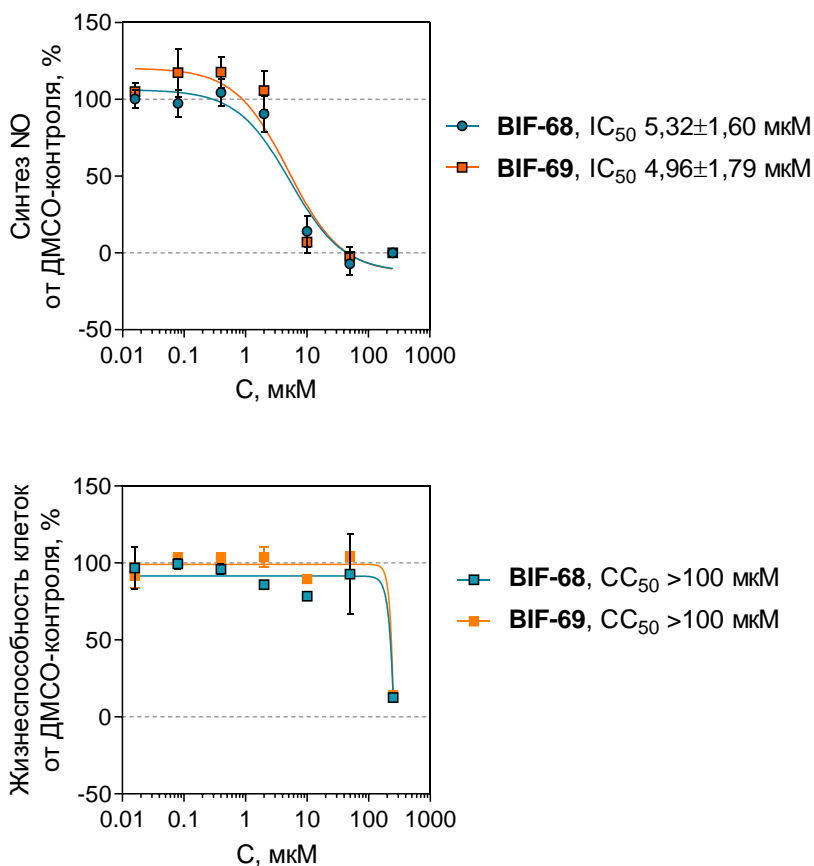 150
100
50
0
-50
0.01 0.1 1 10 100 1000
С, мкМ
Синтез NO
от ДМСО-контроля, %
BIF-68, IC50 5,32±1,60 мкМ
BIF-69, IC50 4,96±1,79 мкМ
150
100
50
0
-50
0.01 0.1 1 10 100 1000
С, мкМ
Жизнеспособность клеток
от ДМСО-контроля, %
BIF-68, CC50 >100 мкМ
BIF-69, CC50 >100 мкМ